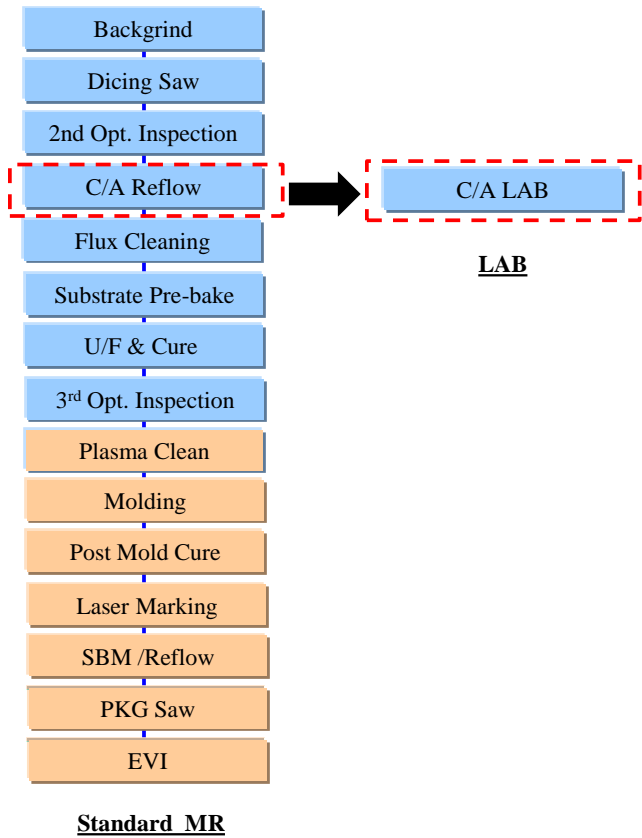 Backgrind
Dicing Saw
2nd Opt. Inspection
C/A Reflow
C/A LAB
Flux Cleaning
LAB
Substrate Pre-bake
U/F & Cure
3rd Opt. Inspection
Plasma Clean
Molding
Post Mold Cure
Laser Marking
SBM /Reflow
PKG Saw
EVI
Standard MR